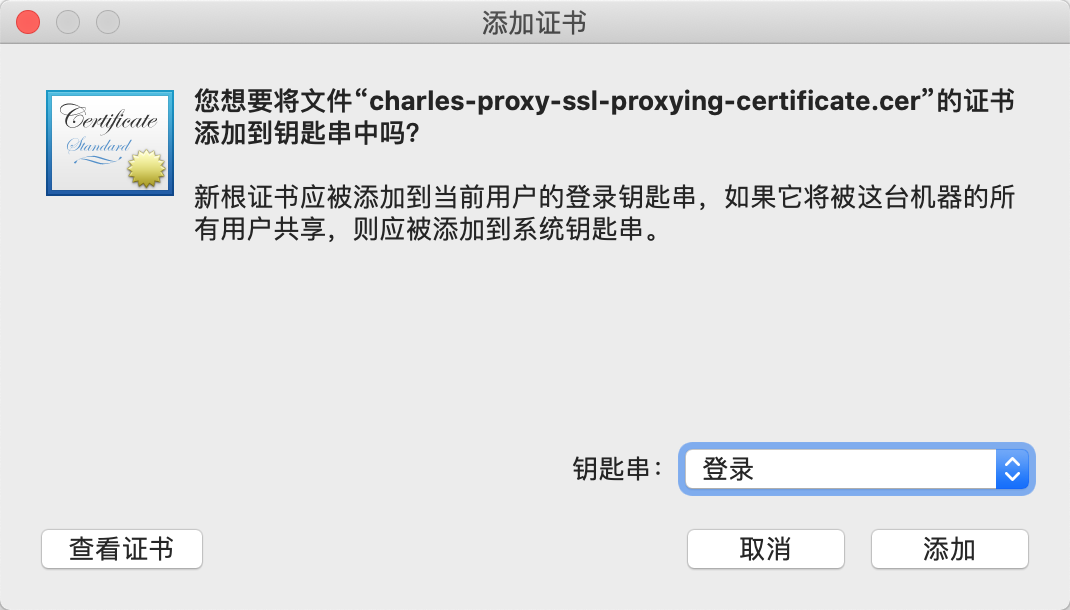 添加证书
Certificate
Standard
您想要将文件“charles-proxy-ssl-proxying-certificate.cer”的证书
添加到钥匙串中吗?
新根证书应被添加到当前用户的登录钥匙串，如果它将被这台机器的所
有用户共享，则应被添加到系统钥匙串。
钥匙串：
登录
查看证书
取消
添加